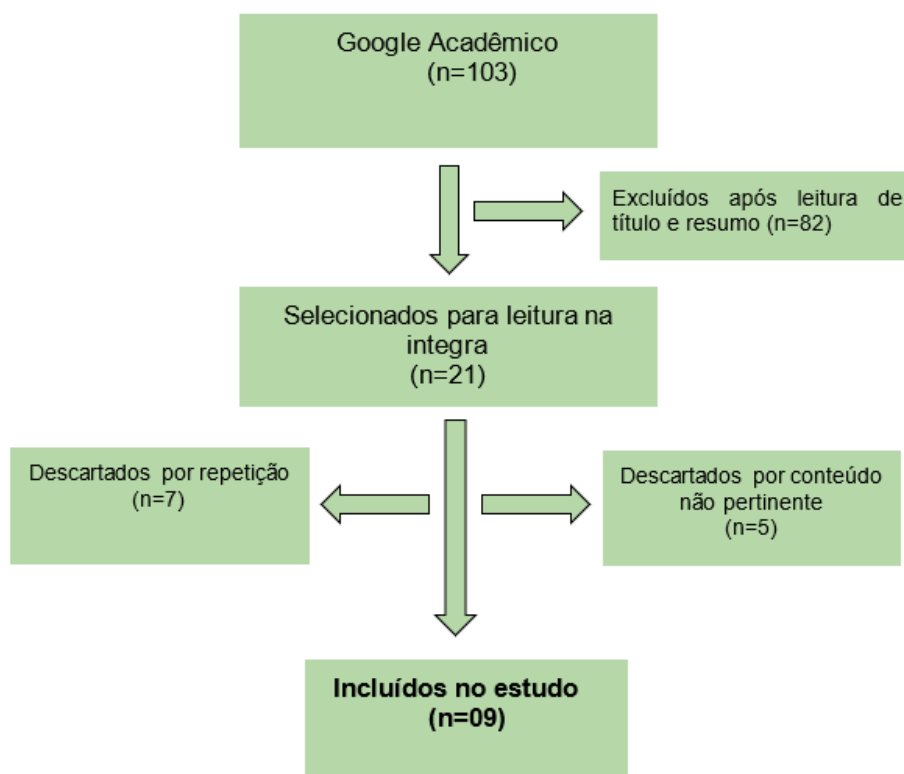 Google Acadêmico
(n=103)
Excluídos após leitura de
título e resumo (n=82)
Selecionados para leitura na
integra
(n=21)
Descartados por repetição
(n=7)
Descartados por conteúdo
não pertinente
(n=5)
Incluídos no estudo
(n=09)